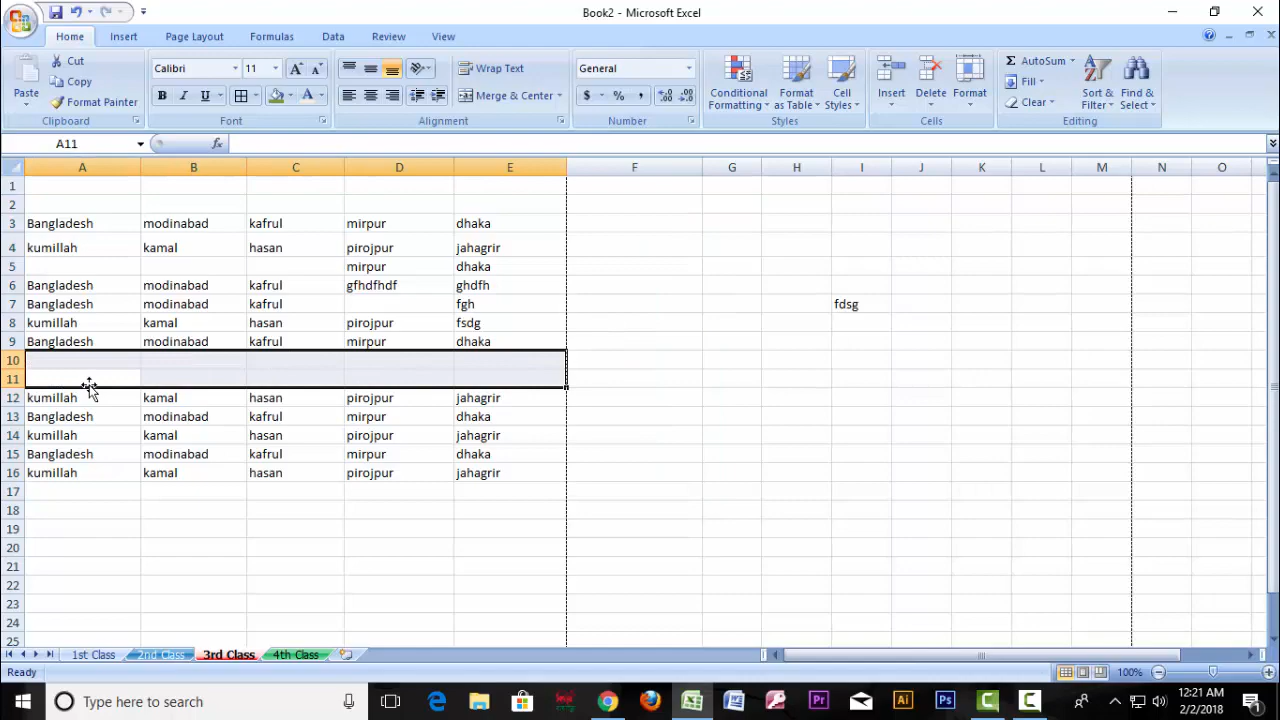 Book2 - Microsoft Excel
Home Insert Page Layout Formulas Data Review View
Paste Cut Copy Format Painter Clipboard
Calibri 11 B I U Font
Wrap Text Merge & Center Alignment
General $ % , Number
Conditional Formatting Format as Table Cell Styles Styles
Insert Delete Format Cells
Σ AutoSum Fill Clear Sort & Filter Find & Select Editing
A11 fx
A B C D E F G H I J K L M N O
1
2
3 Bangladesh modinabad kafrul mirpur dhaka
4 kumillah kamal hasan pirojpur jahagrir
5 mirpur dhaka
6 Bangladesh modinabad kafrul gfhdfhdf ghdfh
7 Bangladesh modinabad kafrul fgh fdsg
8 kumillah kamal hasan pirojpur fsdg
9 Bangladesh modinabad kafrul mirpur dhaka
10
11
12 kumillah kamal hasan pirojpur jahagrir
13 Bangladesh modinabad kafrul mirpur dhaka
14 kumillah kamal hasan pirojpur jahagrir
15 Bangladesh modinabad kafrul mirpur dhaka
16 kumillah kamal hasan pirojpur jahagrir
17
18
19
20
21
22
23
24
25
1st Class 2nd Class 3rd Class 4th Class
Ready 100%
Type here to search Pr Ai Ps 12:21 AM
2/2/2018